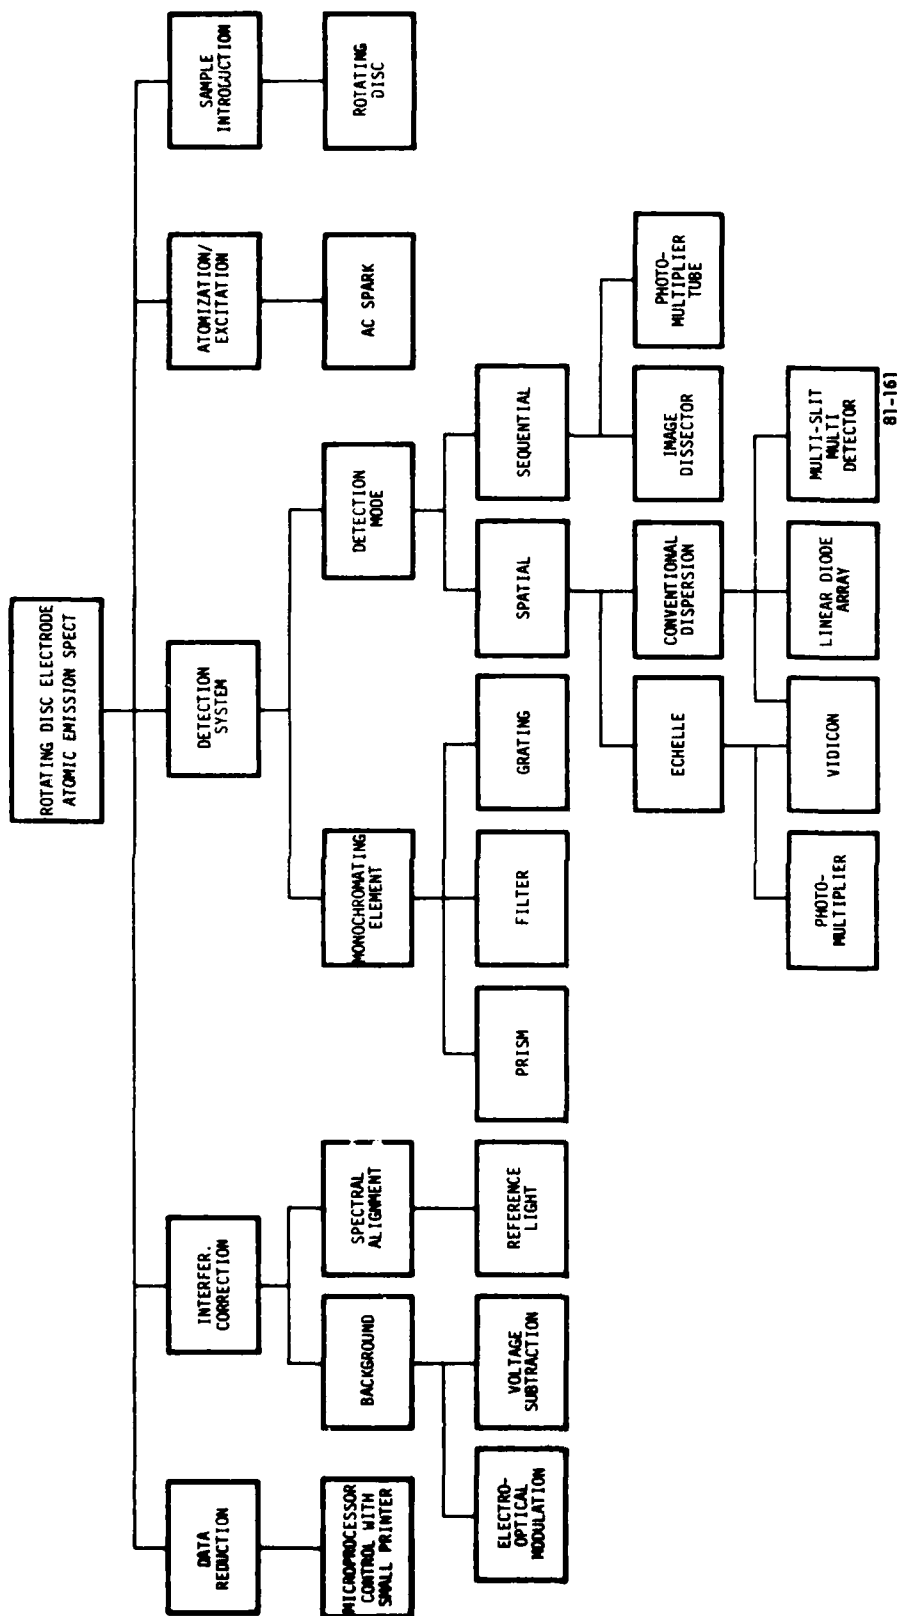 ROTATING DISC ELECTRODE
ATOMIC EMISSION SPECT
DATA
REDUCTION
INTERFER.
CORRECTION
DETECTION
SYSTEM
ATOMIZATION/
EXCITATION
SAMPLE
INTRODUCTION
MICROPROCESSOR
CONTROL WITH
SMALL PRINTER
BACKGROUND
SPECTRAL
ALIGNMENT
MONOCHROMATING
ELEMENT
DETECTION
MODE
AC SPARK
ROTATING
DISC
ELECTRO-
OPTICAL
MODULATION
VOLTAGE
SUBTRACTION
REFERENCE
LIGHT
PRISM
FILTER
GRATING
SPATIAL
SEQUENTIAL
ECHELLE
CONVENTIONAL
DISPERSION
IMAGE
DISSECTOR
PHOTO-
MULTIPLIER
TUBE
PHOTO-
MULTIPLIER
VIDICON
LINEAR DIODE
ARRAY
MULTI-SLIT
MULTI
DETECTOR
81-161